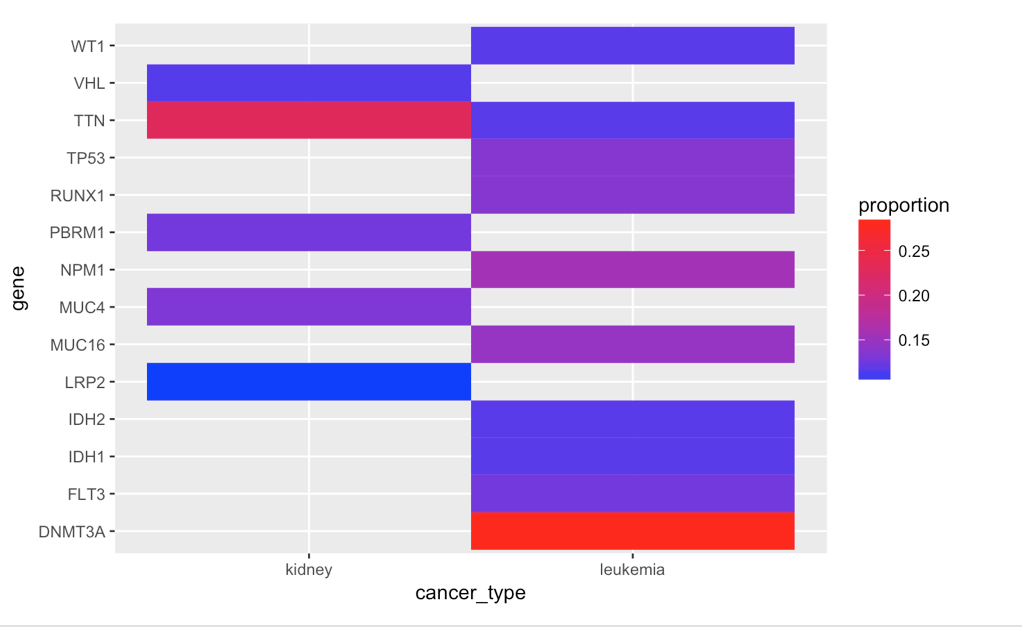 WT1
VHL
TTN
TP53
RUNX1
PBRM1
NPM1
MUC4
MUC16
LRP2
IDH2
IDH1
FLT3
DNMT3A
gene
kidney leukemia
cancer_type
proportion
0.25
0.20
0.15